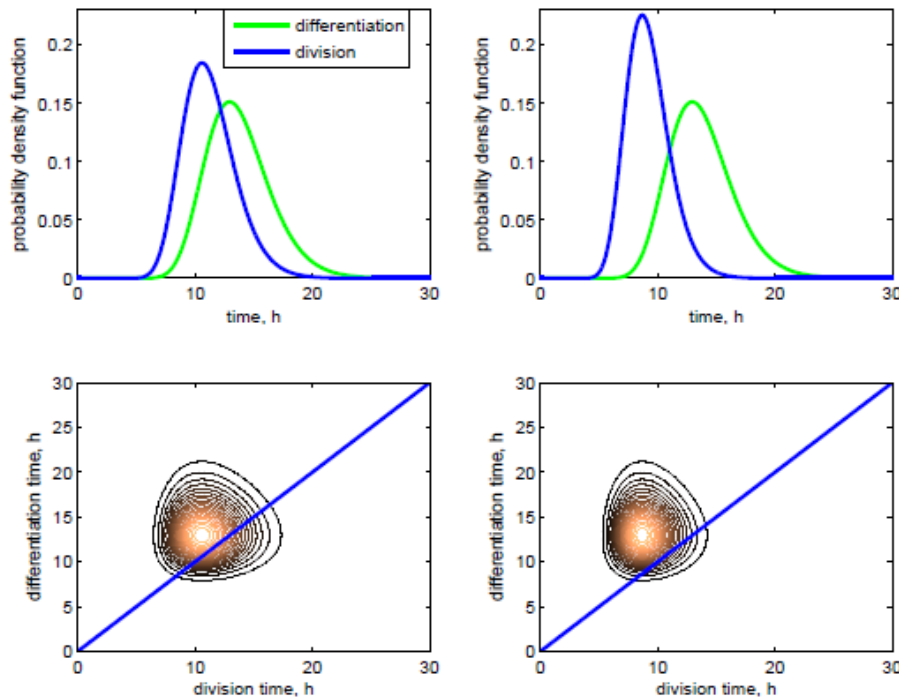 probability density function
0.2
0.15
0.1
0.05
0
0 10 20 30
time, h
differentiation
division
probability density function
0.2
0.15
0.1
0.05
0
0 10 20 30
time, h
differentiation time, h
30
25
20
15
10
5
0
0 10 20 30
division time, h
differentiation time, h
30
25
20
15
10
5
0
0 10 20 30
division time, h